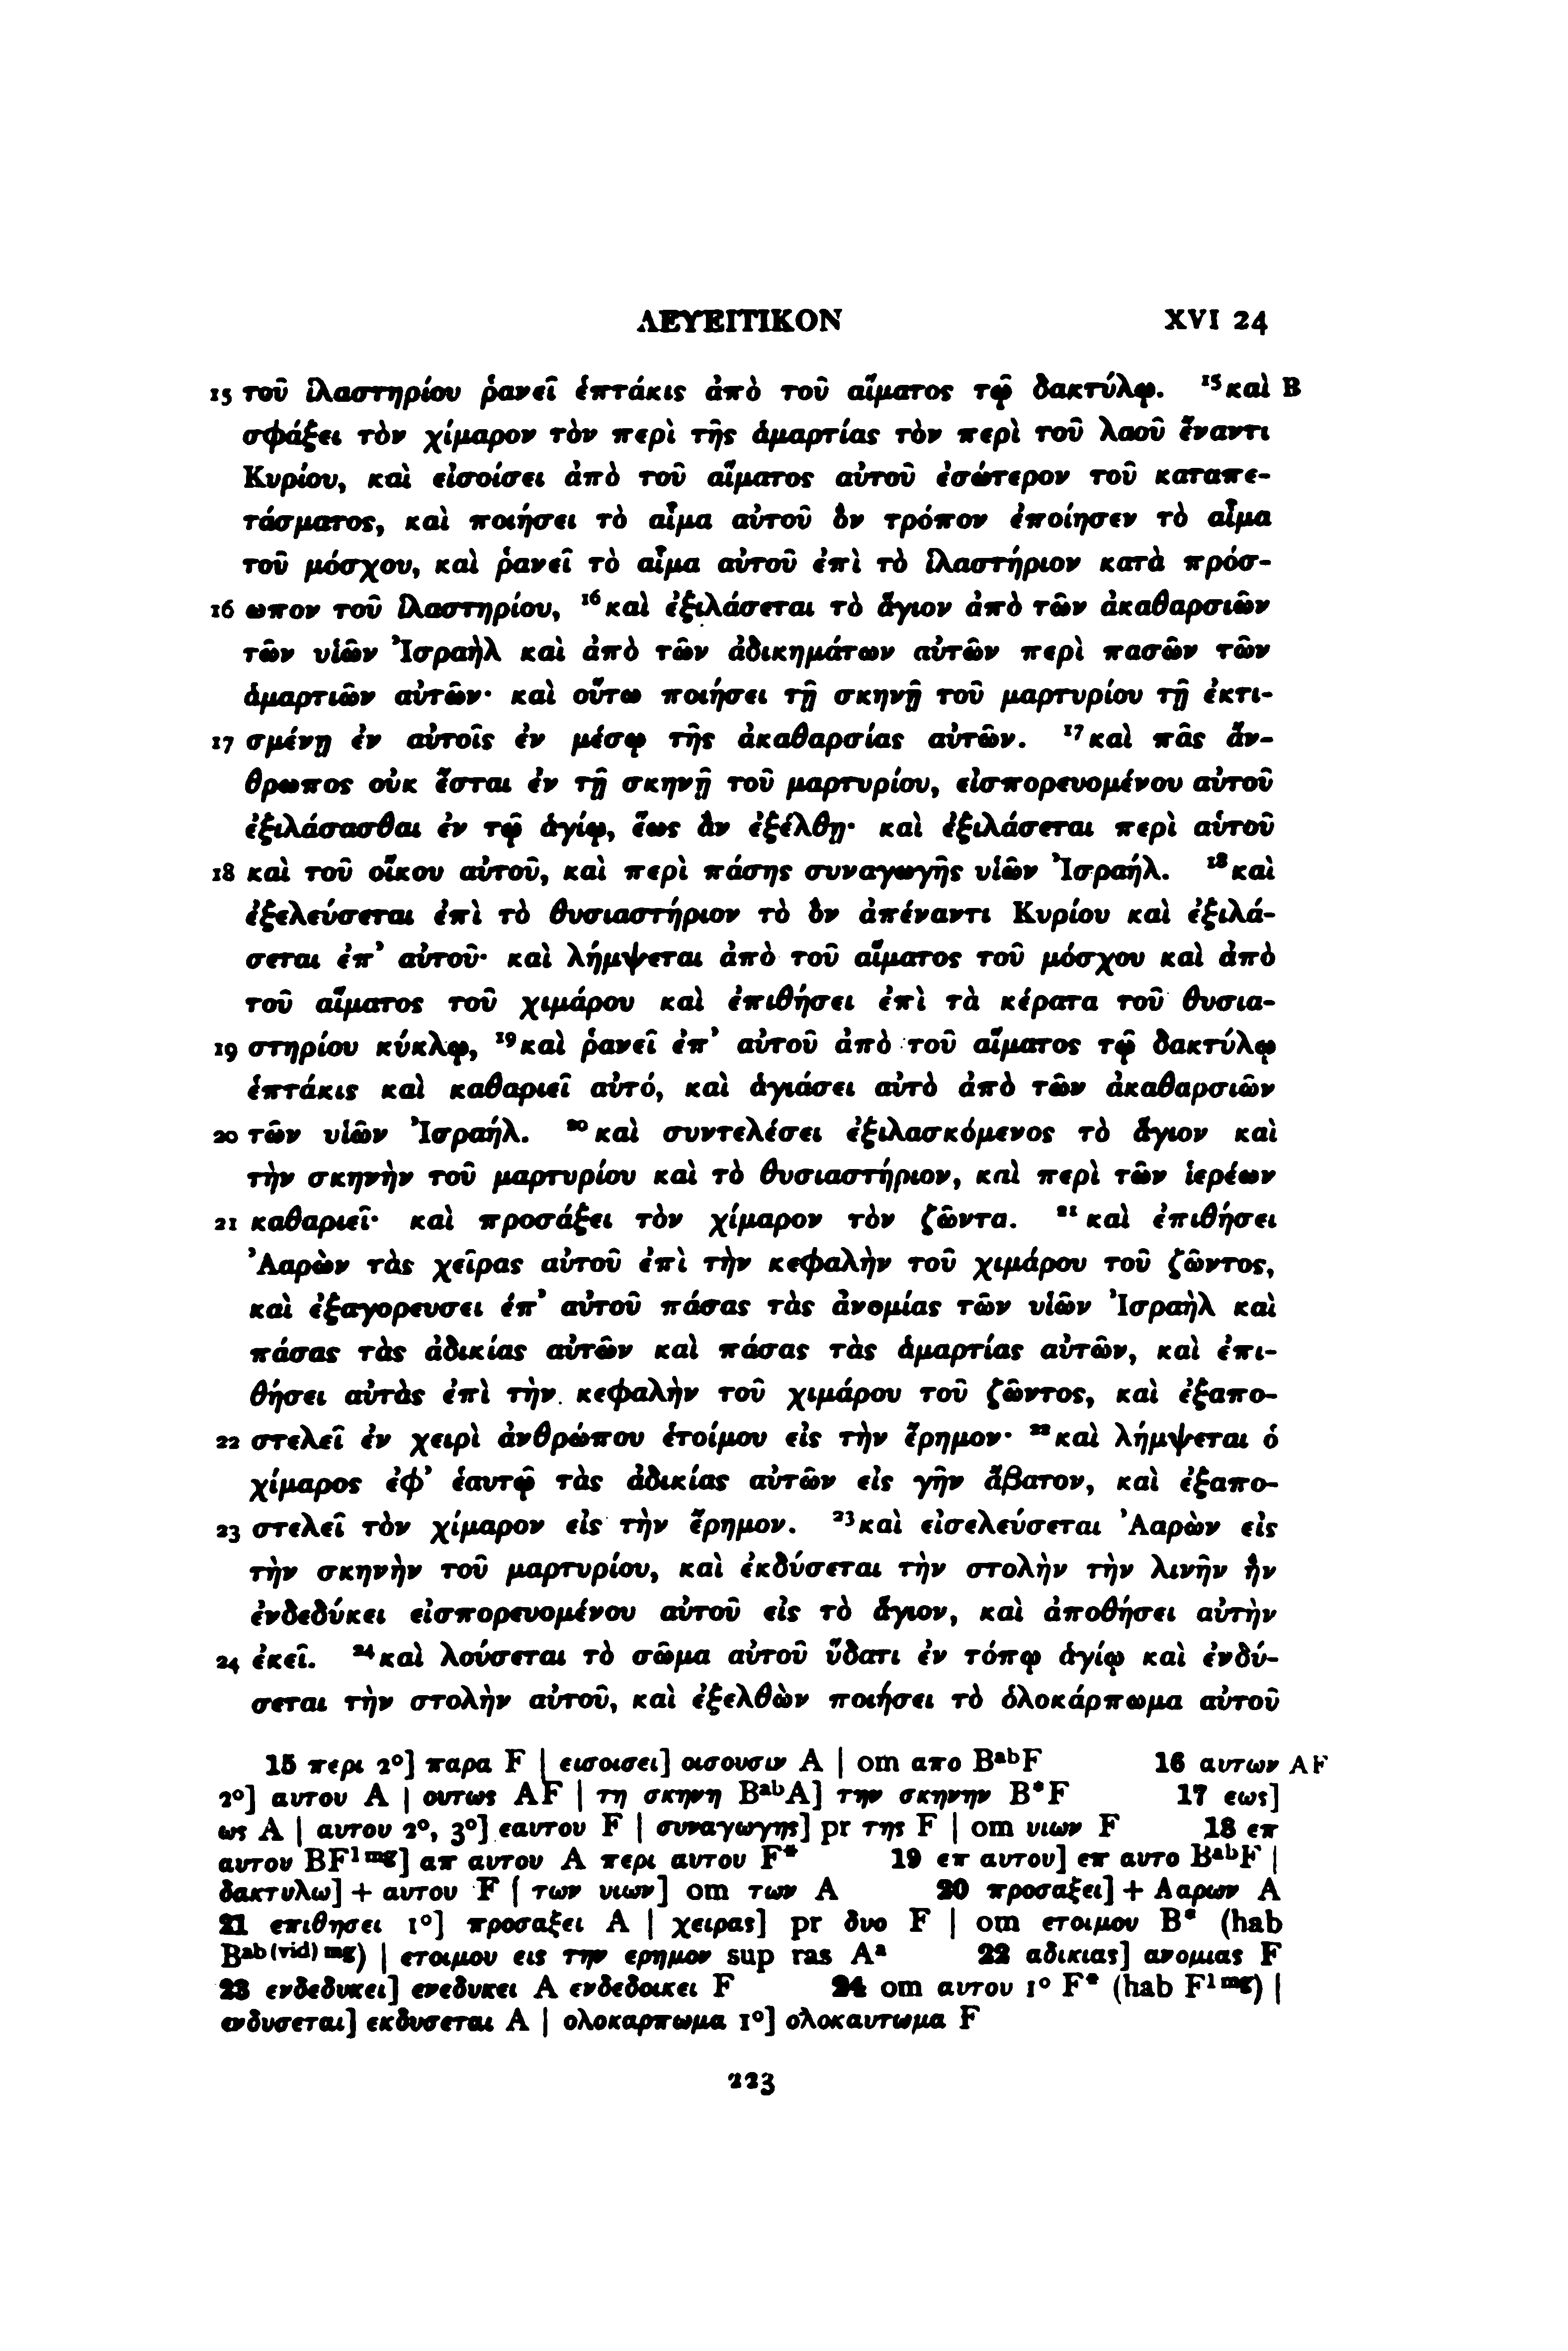 ΛΕΥΕΙΤΙΚΟΝ XVI 24
15 τοῦ ἱλαστηρίου ῥανεῖ ἑπτάκις ἀπὸ τοῦ αἵματος τῷ δακτύλῳ. ¹⁵καὶ B
σφάξει τὸν χίμαρον τὸν περὶ τῆς ἁμαρτίας τὸν περὶ τοῦ λαοῦ ἔναντι
Κυρίου, καὶ εἰσοίσει ἀπὸ τοῦ αἵματος αὐτοῦ ἐσώτερον τοῦ καταπε-
τάσματος, καὶ ποιήσει τὸ αἷμα αὐτοῦ ὃν τρόπον ἐποίησεν τὸ αἷμα
τοῦ μόσχου, καὶ ῥανεῖ τὸ αἷμα αὐτοῦ ἐπὶ τὸ ἱλαστήριον κατὰ πρόσ-
16 ωπον τοῦ ἱλαστηρίου, ¹⁶καὶ ἐξιλάσεται τὸ ἅγιον ἀπὸ τῶν ἀκαθαρσιῶν
τῶν υἱῶν Ἰσραὴλ καὶ ἀπὸ τῶν ἀδικημάτων αὐτῶν περὶ πασῶν τῶν
ἁμαρτιῶν αὐτῶν· καὶ οὕτω ποιήσει τῇ σκηνῇ τοῦ μαρτυρίου τῇ ἐκτι-
17 σμένῃ ἐν αὐτοῖς ἐν μέσῳ τῆς ἀκαθαρσίας αὐτῶν. ¹⁷καὶ πᾶς ἄν-
θρωπος οὐκ ἔσται ἐν τῇ σκηνῇ τοῦ μαρτυρίου, εἰσπορευομένου αὐτοῦ
ἐξιλάσασθαι ἐν τῷ ἁγίῳ, ἕως ἂν ἐξέλθῃ· καὶ ἐξιλάσεται περὶ αὑτοῦ
18 καὶ τοῦ οἴκου αὐτοῦ, καὶ περὶ πάσης συναγωγῆς υἱῶν Ἰσραήλ. ¹⁸καὶ
ἐξελεύσεται ἐπὶ τὸ θυσιαστήριον τὸ ὂν ἀπέναντι Κυρίου καὶ ἐξιλά-
σεται ἐπ’ αὐτοῦ· καὶ λήμψεται ἀπὸ τοῦ αἵματος τοῦ μόσχου καὶ ἀπὸ
τοῦ αἵματος τοῦ χιμάρου καὶ ἐπιθήσει ἐπὶ τὰ κέρατα τοῦ θυσια-
19 στηρίου κύκλῳ, ¹⁹καὶ ῥανεῖ ἐπ’ αὐτοῦ ἀπὸ τοῦ αἵματος τῷ δακτύλῳ
ἑπτάκις καὶ καθαριεῖ αὐτό, καὶ ἁγιάσει αὐτὸ ἀπὸ τῶν ἀκαθαρσιῶν
20 τῶν υἱῶν Ἰσραήλ. ²⁰καὶ συντελέσει ἐξιλασκόμενος τὸ ἅγιον καὶ
τὴν σκηνὴν τοῦ μαρτυρίου καὶ τὸ θυσιαστήριον, καὶ περὶ τῶν ἱερέων
21 καθαριεῖ· καὶ προσάξει τὸν χίμαρον τὸν ζῶντα. ²¹καὶ ἐπιθήσει
Ἀαρὼν τὰς χεῖρας αὐτοῦ ἐπὶ τὴν κεφαλὴν τοῦ χιμάρου τοῦ ζῶντος,
καὶ ἐξαγορευσει ἐπ’ αὐτοῦ πάσας τὰς ἀνομίας τῶν υἱῶν Ἰσραὴλ καὶ
πάσας τὰς ἀδικίας αὐτῶν καὶ πάσας τὰς ἁμαρτίας αὐτῶν, καὶ ἐπι-
θήσει αὐτὰς ἐπὶ τὴν κεφαλὴν τοῦ χιμάρου τοῦ ζῶντος, καὶ ἐξαπο-
22 στελεῖ ἐν χειρὶ ἀνθρώπου ἑτοίμου εἰς τὴν ἔρημον· ²²καὶ λήμψεται ὁ
χίμαρος ἐφ’ ἑαυτῷ τὰς ἀδικίας αὐτῶν εἰς γῆν ἄβατον, καὶ ἐξαπο-
23 στελεῖ τὸν χίμαρον εἰς τὴν ἔρημον. ²³καὶ εἰσελεύσεται Ἀαρὼν εἰς
τὴν σκηνὴν τοῦ μαρτυρίου, καὶ ἐκδύσεται τὴν στολὴν τὴν λινῆν ἣν
ἐνδεδύκει εἰσπορευομένου αὐτοῦ εἰς τὸ ἅγιον, καὶ ἀποθήσει αὐτὴν
24 ἐκεῖ. ²⁴καὶ λούσεται τὸ σῶμα αὐτοῦ ὕδατι ἐν τόπῳ ἁγίῳ καὶ ἐνδύ-
σεται τὴν στολὴν αὐτοῦ, καὶ ἐξελθὼν ποιήσει τὸ ὁλοκάρπωμα αὐτοῦ
15 περι 2°] παρα F | εισοισει] οισουσιν A | om απο BᵃᵇF 16 αυτων AF
2°] αυτου A | ουτως AF | τη σκηνη BᵃᵇA] την σκηνην B*F 17 εως]
ως A | αυτου 2°, 3°] εαυτου F | συναγωγης] pr της F | om υιων F 18 επ
αυτου BF¹ᵐᵍ] απ αυτου A περι αυτου F* 19 επ αυτου] επ αυτο BᵃᵇF |
δακτυλω] + αυτου F | των υιων] om των A 20 προσαξει] + Ααρων A
21 επιθησει 1°] προσαξει A | χειρας] pr δυο F | om ετοιμου B* (hab
Bᵃᵇ⁽ᵛⁱᵈ⁾ ᵐᵍ) | ετοιμου εις την ερημον sup ras Aᵃ 22 αδικιας] ανομιας F
23 ενδεδυκει] ενεδυκει A ενδεδοικει F 24 om αυτου 1° F* (hab F¹ᵐᵍ) |
ενδυσεται] εκδυσεται A | ολοκαρπωμα 1°] ολοκαυτωμα F
223